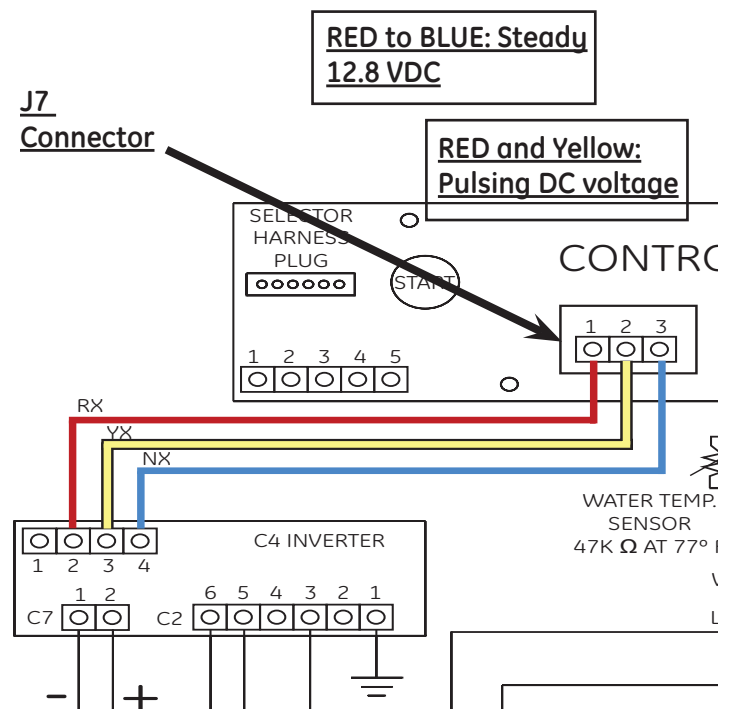 RED to BLUE: Steady
12.8 VDC
J7
Connector
RED and Yellow:
Pulsing DC voltage
SELECTOR
HARNESS
PLUG
START
CONTRO
1 2 3
1 2 3 4 5
RX
YX
NX
WATER TEMP.
SENSOR
47K Ω AT 77º F
C4 INVERTER
1 2 3 4
1 2
6 5 4 3 2 1
C7
C2
L
- +